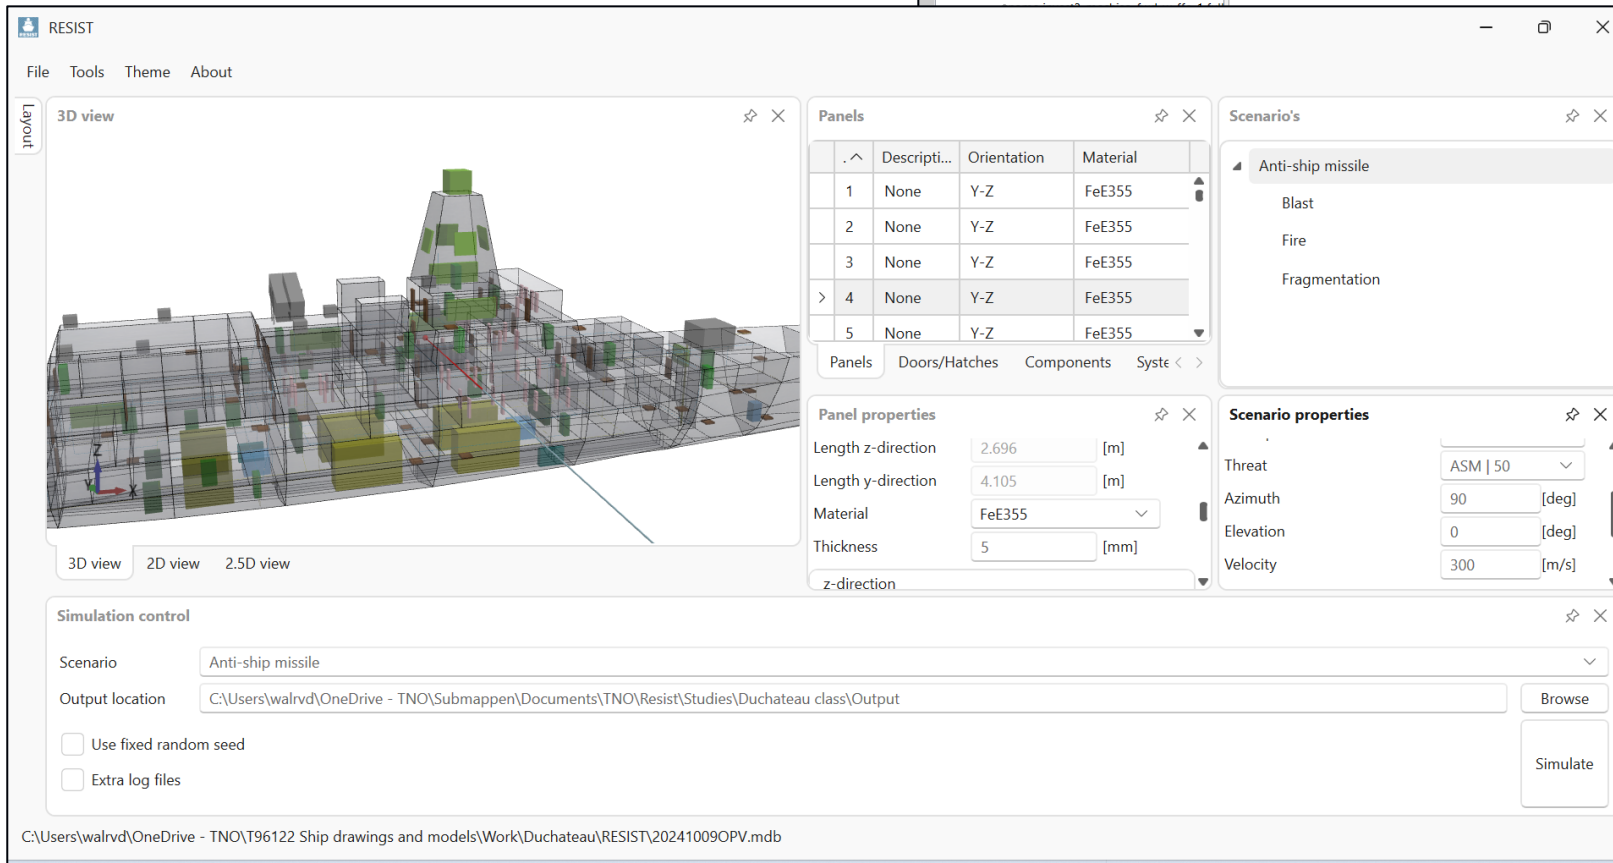 RESIST
File Tools Theme About
Layout
3D view
Z
Y
X
3D view 2D view 2.5D view
Panels
. Descripti... Orientation Material
1 None Y-Z FeE355
2 None Y-Z FeE355
3 None Y-Z FeE355
4 None Y-Z FeE355
5 None Y-Z FeE355
Panels Doors/Hatches Components Syste
Panel properties
Length z-direction 2.696 [m]
Length y-direction 4.105 [m]
Material FeE355
Thickness 5 [mm]
z-direction
Scenario's
Anti-ship missile
Blast
Fire
Fragmentation
Scenario properties
Threat ASM | 50
Azimuth 90 [deg]
Elevation 0 [deg]
Velocity 300 [m/s]
Simulation control
Scenario Anti-ship missile
Output location C:\Users\walrvd\OneDrive - TNO\Submappen\Documents\TNO\Resist\Studies\Duchateau class\Output Browse
Use fixed random seed
Extra log files
Simulate
C:\Users\walrvd\OneDrive - TNO\T96122 Ship drawings and models\Work\Duchateau\RESIST\20241009OPV.mdb